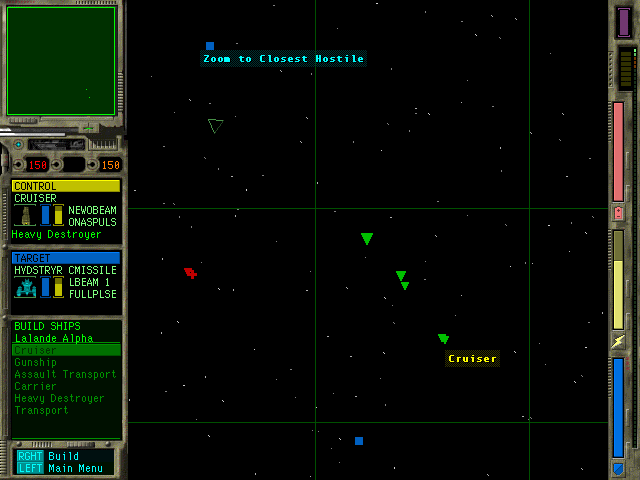 Zoom to Closest Hostile
150 150
CONTROL
CRUISER
NEWOBEAM
ONASPULS
Heavy Destroyer
TARGET
HYDSTRYR CMISSILE
LBEAM 1
FULLPLSE
BUILD SHIPS
Lalande Alpha
Cruiser
Gunship
Assault Transport
Carrier
Heavy Destroyer
Transport
Cruiser
RGHT Build
LEFT Main Menu